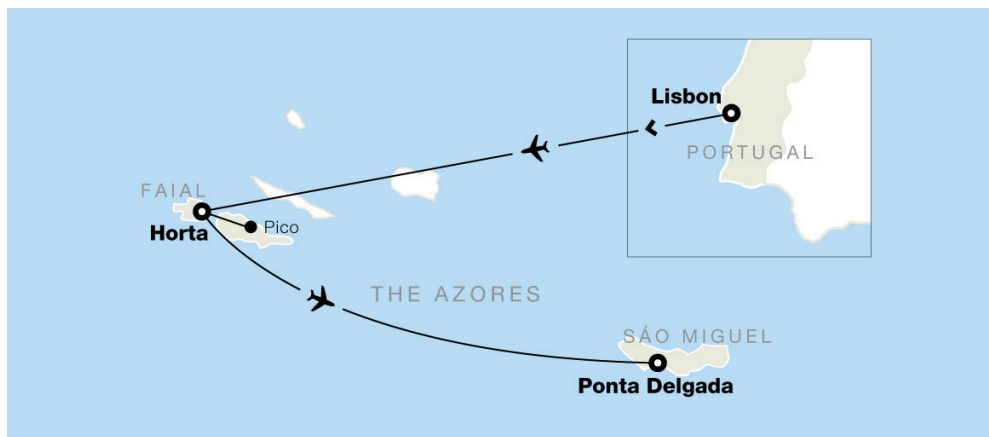 Lisbon
PORTUGAL
FAIAL
Horta
Pico
THE AZORES
SÁO MIGUEL
Ponta Delgada